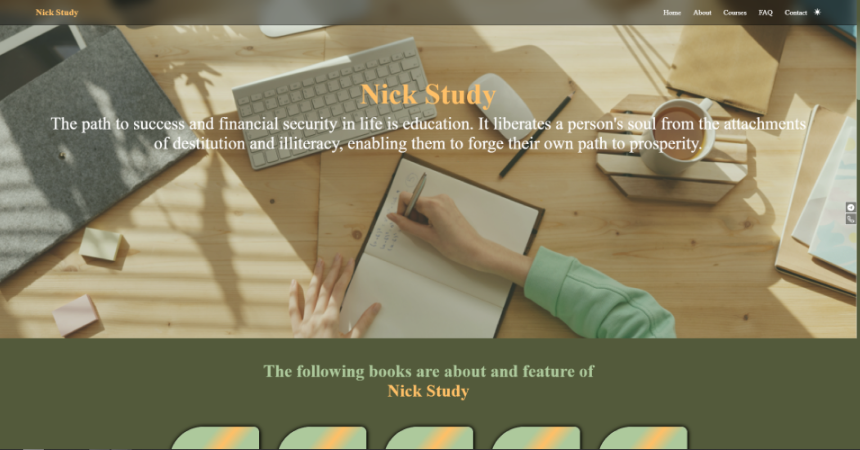 Nick Study
Home About Courses FAQ Contact
Nick Study
The path to success and financial security in life is education. It liberates a person's soul from the attachments
of destitution and illiteracy, enabling them to forge their own path to prosperity.
The following books are about and feature of
Nick Study